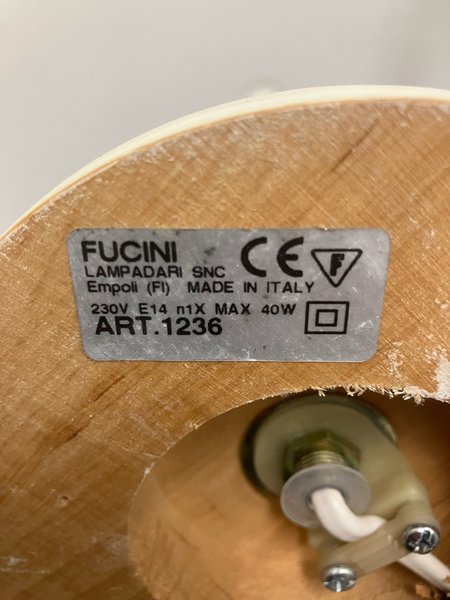 FUCINI
LAMPADARI SNC
Empoli (FI) MADE IN ITALY
CE
F
230V E14 n1X MAX 40W
ART.1236